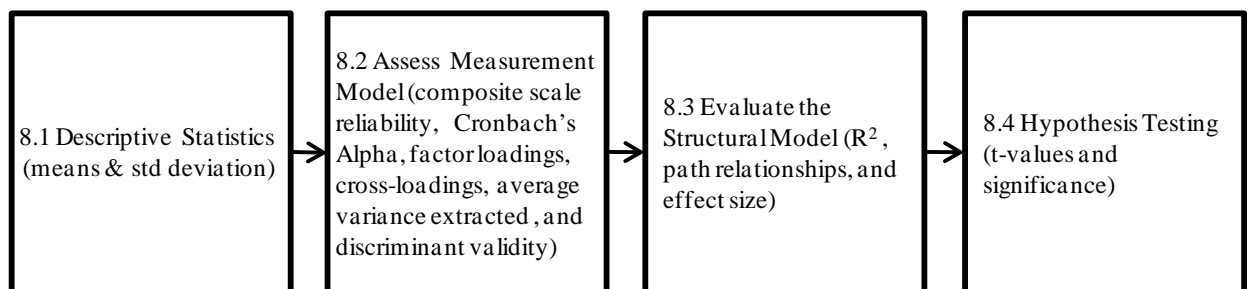 8.1 Descriptive Statistics
(means & std deviation)
8.2 Assess Measurement
Model (composite scale
reliability, Cronbach's
Alpha, factor loadings,
cross-loadings, average
variance extracted, and
discriminant validity)
8.3 Evaluate the
Structural Model (R², 
path relationships, and
effect size)
8.4 Hypothesis Testing
(t-values and
significance)